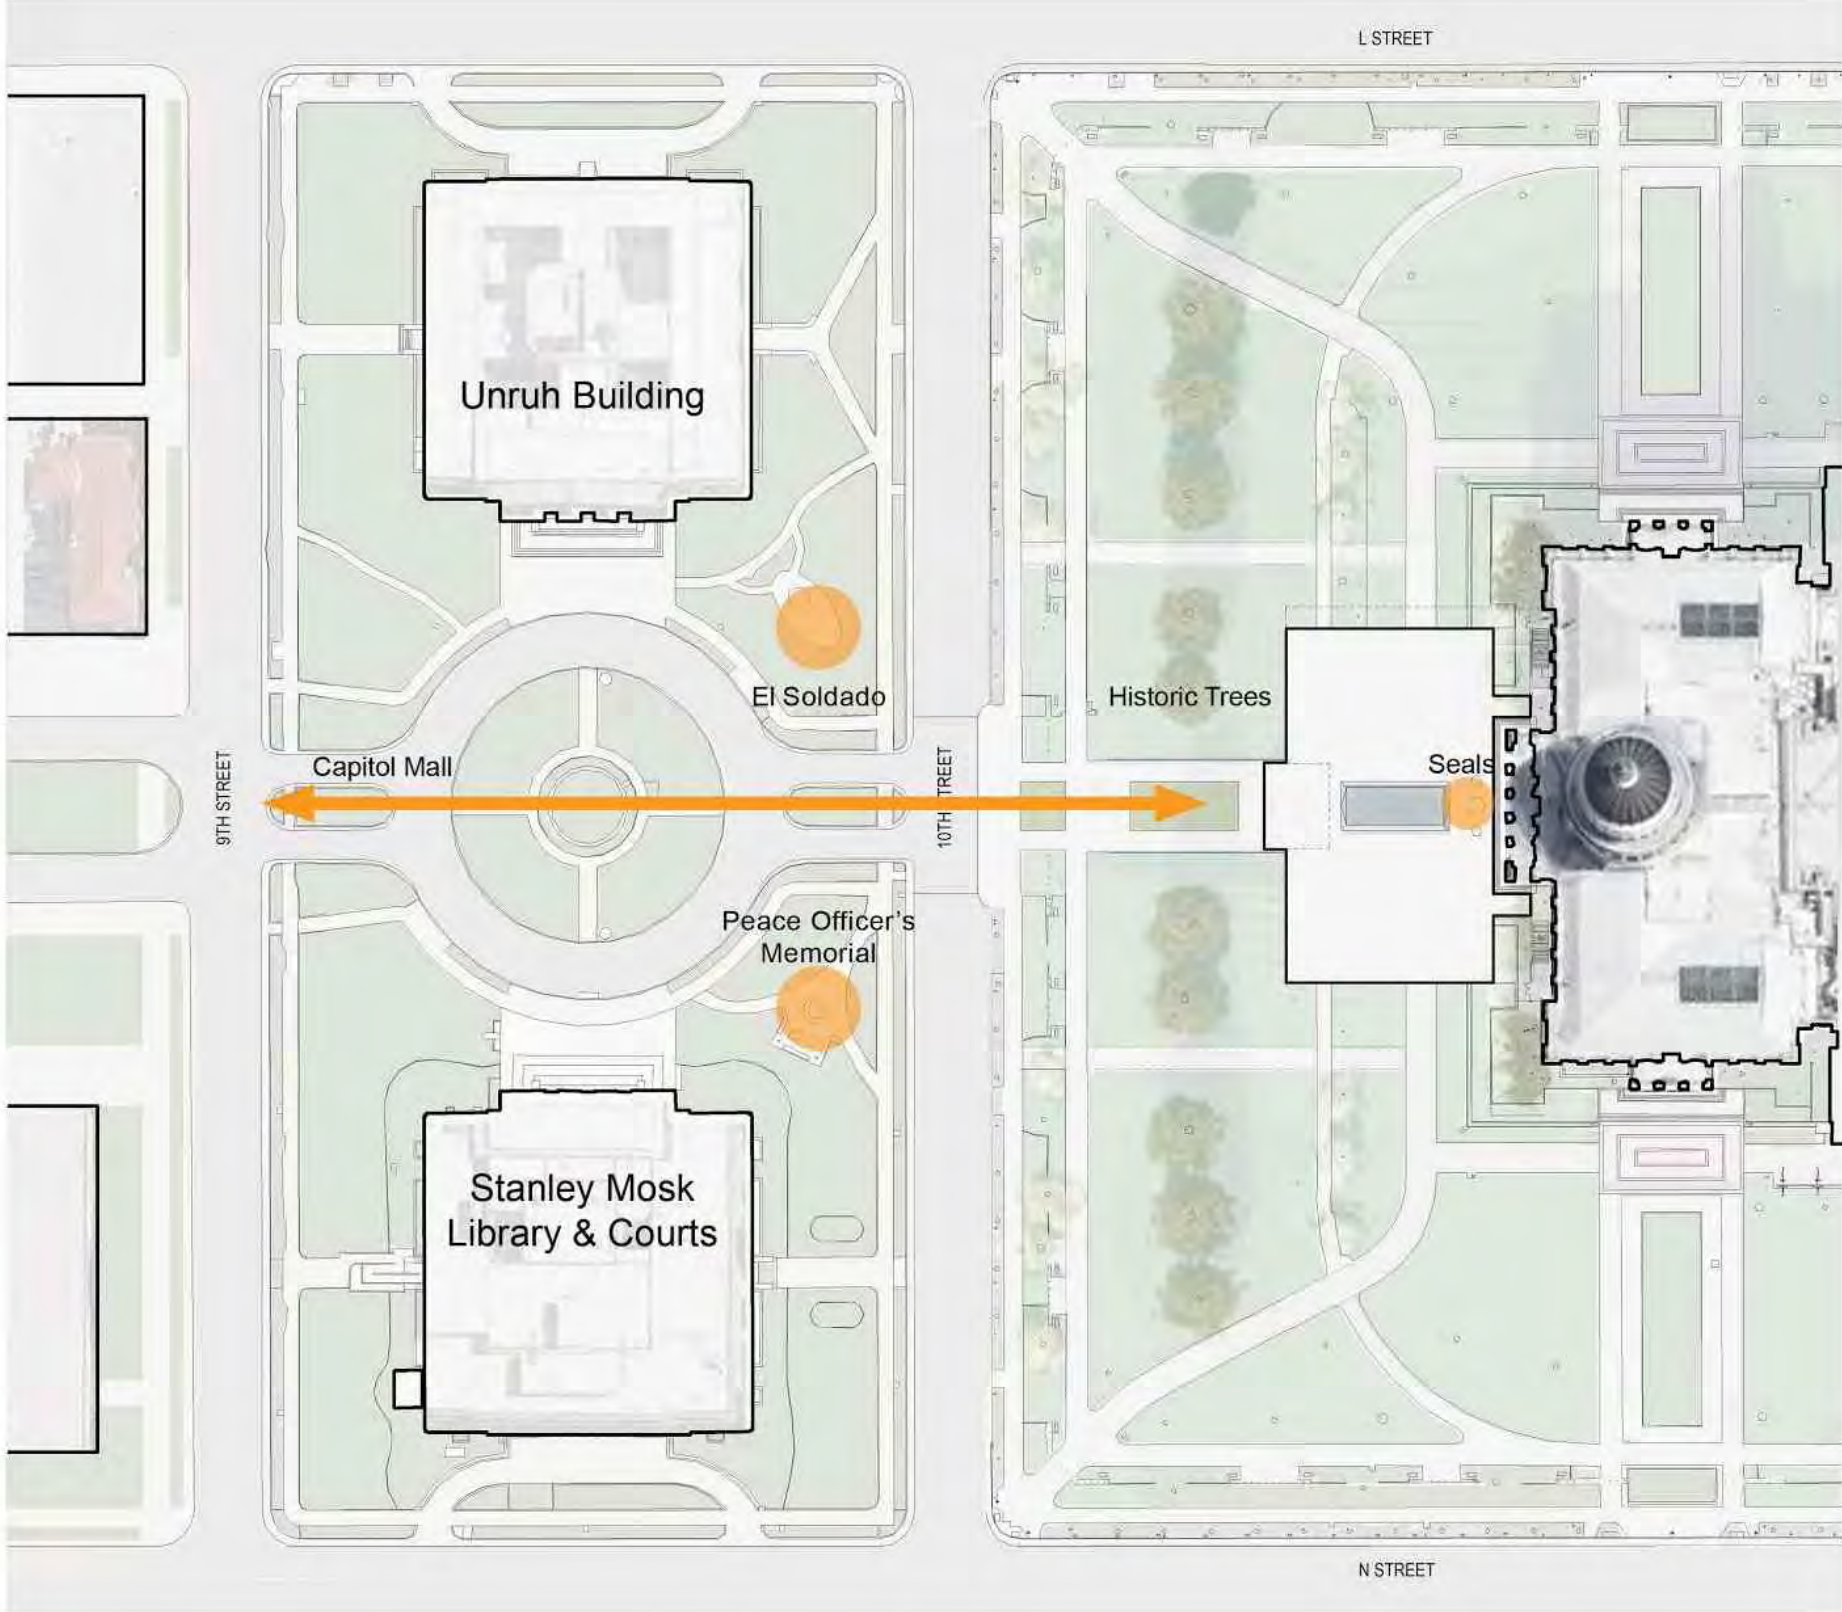 L STREET
Unruh Building
El Soldado
Historic Trees
Capitol Mall
Seals
9TH STREET
10TH STREET
Peace Officer's
Memorial
Stanley Mosk
Library & Courts
N STREET